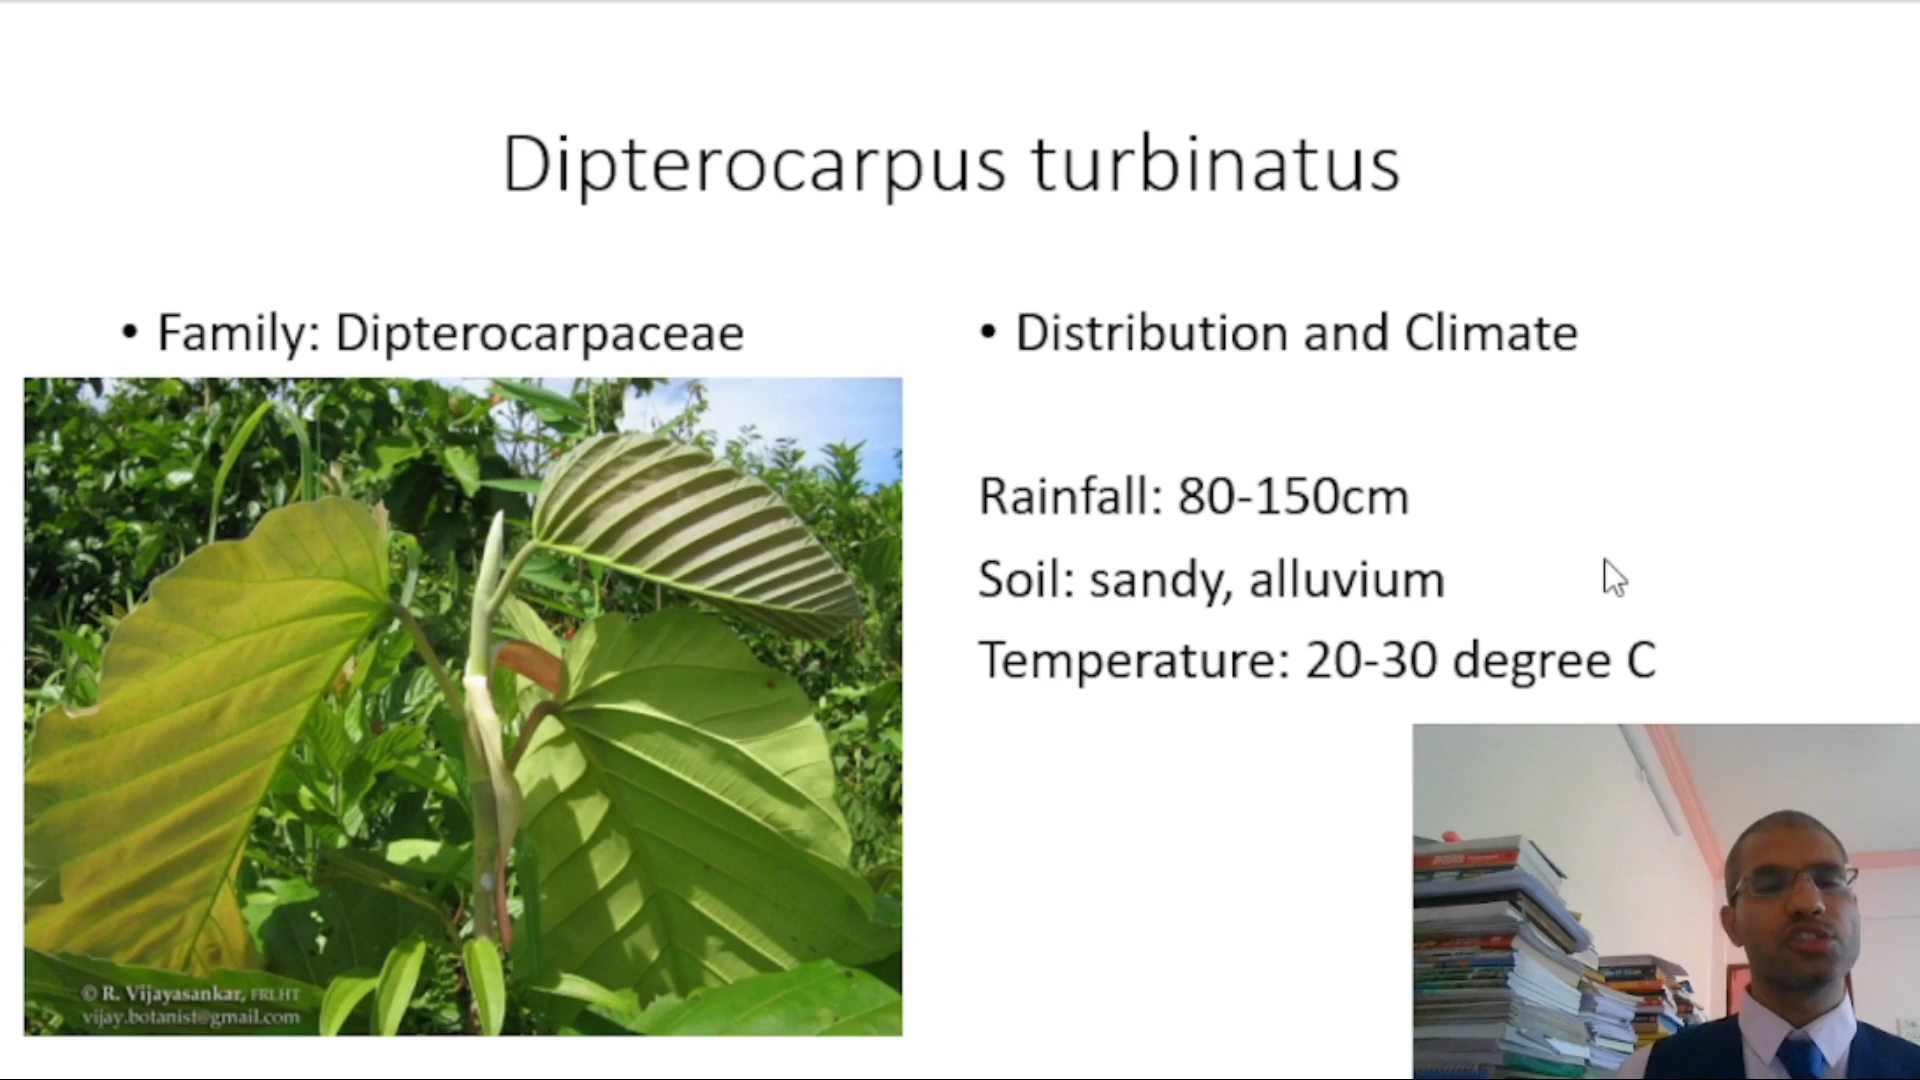 Dipterocarpus turbinatus
• Family: Dipterocarpaceae
© R. Vijayasankar, FRLHT
vijay.botanist@gmail.com
• Distribution and Climate
Rainfall: 80-150cm
Soil: sandy, alluvium
Temperature: 20-30 degree C